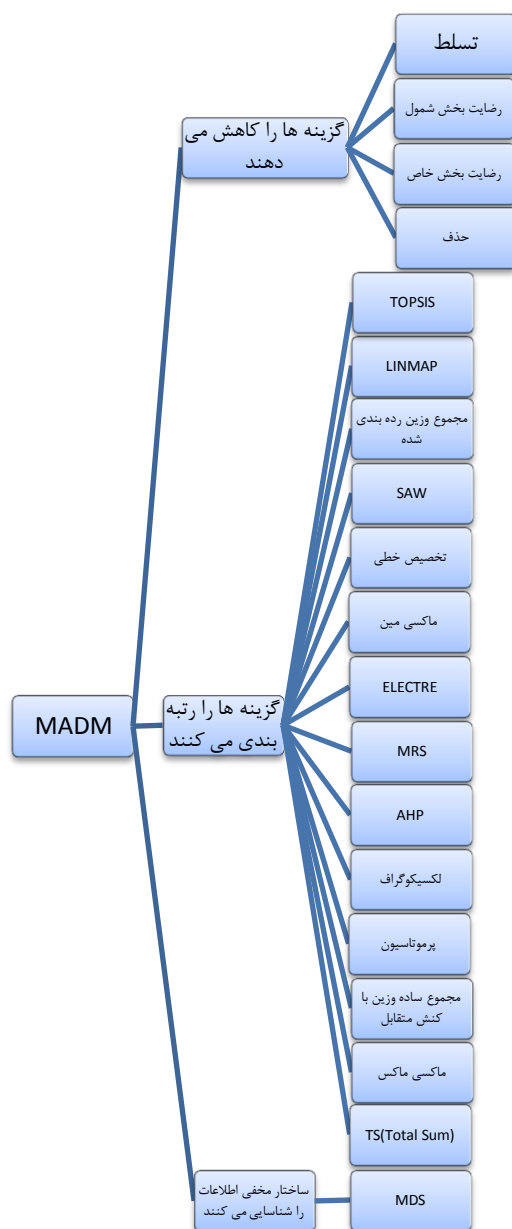 MADM
گزینه ها را کاهش می
دهند
تسلط
رضایت بخش شمول
رضایت بخش خاص
حذف
گزینه ها را رتبه
بندی می کنند
TOPSIS
LINMAP
مجموع وزین رده بندی
شده
SAW
تخصیص خطی
ماکسی مین
ELECTRE
MRS
AHP
لکسیکوگراف
پرموتاسیون
مجموع ساده وزین با
کنش متقابل
ماکسی ماکس
TS(Total Sum)
ساختار مخفی اطلاعات
را شناسایی می کنند
MDS